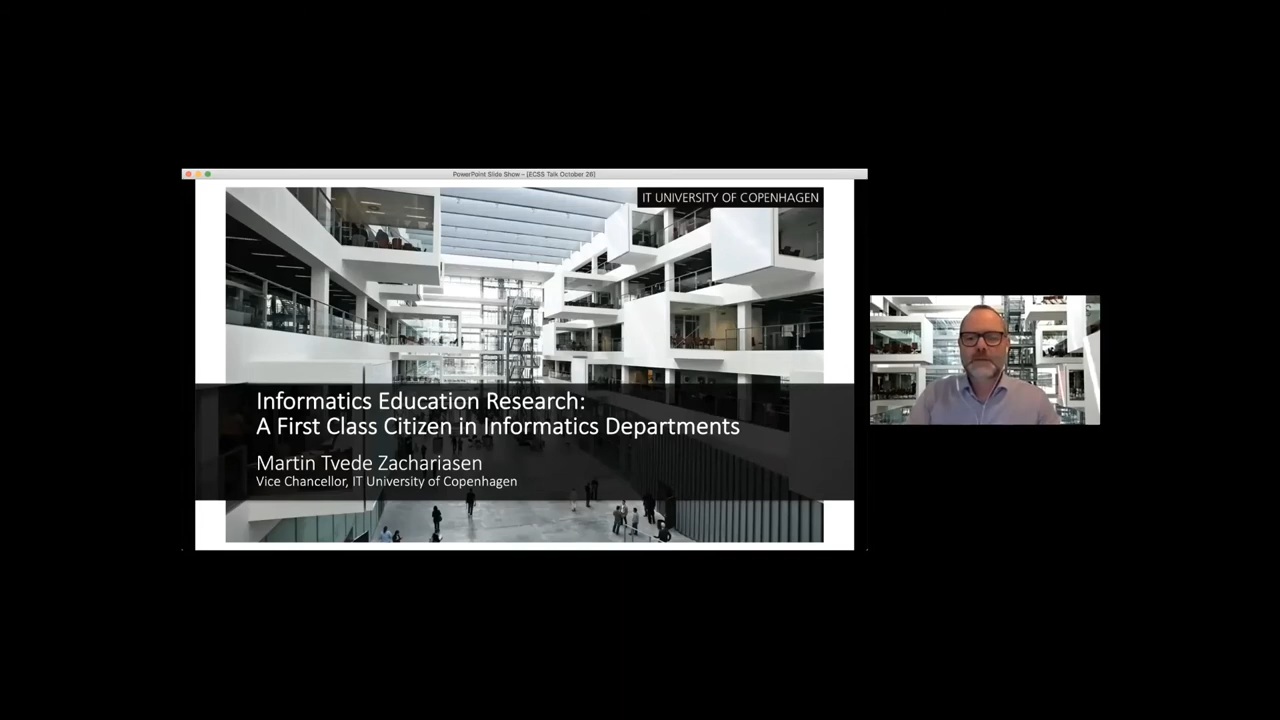 PowerPoint Slide Show - [ECSS Talk October 26]
IT UNIVERSITY OF COPENHAGEN
Informatics Education Research:
A First Class Citizen in Informatics Departments
Martin Tvede Zachariasen
Vice Chancellor, IT University of Copenhagen